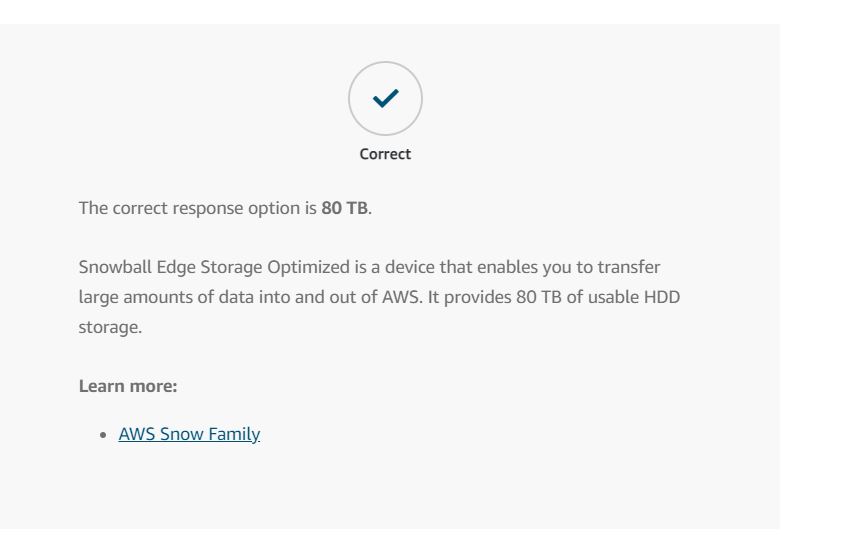 Correct
The correct response option is 80 TB.
Snowball Edge Storage Optimized is a device that enables you to transfer
large amounts of data into and out of AWS. It provides 80 TB of usable HDD
storage.
Learn more:
• AWS Snow Family